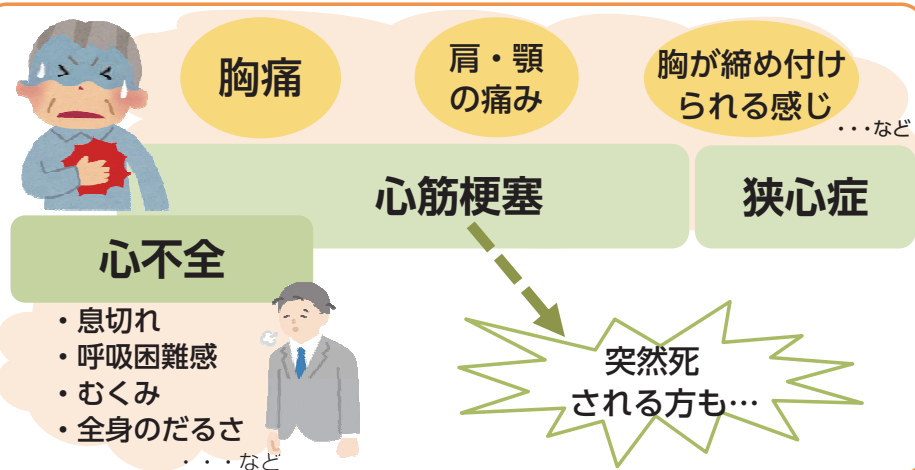 胸痛
肩・顎
の痛み
胸が締め付け
られる感じ
・・・など
心筋梗塞
狭心症
心不全
・息切れ
・呼吸困難感
・むくみ
・全身のだるさ
・・・など
突然死
される方も…